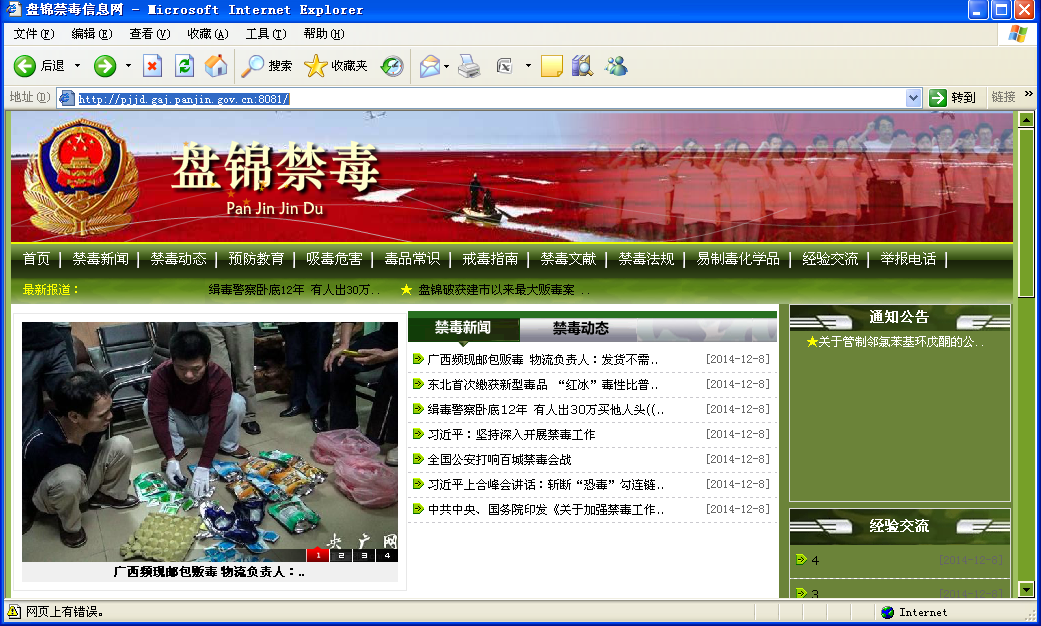 盘锦禁毒信息网 - Microsoft Internet Explorer
文件(F) 编辑(E) 查看(V) 收藏(A) 工具(T) 帮助(H)
后退 搜索 收藏夹
地址(D) http://pjjd.gaj.panjin.gov.cn:8081/ 转到 链接 »
盘锦禁毒
Pan Jin Jin Du
首页 | 禁毒新闻 | 禁毒动态 | 预防教育 | 吸毒危害 | 毒品常识 | 戒毒指南 | 禁毒文献 | 禁毒法规 | 易制毒化学品 | 经验交流 | 举报电话 |
最新报道： 缉毒警察卧底12年 有人出30万.. ★ 盘锦破获建市以来最大贩毒案 ..
禁毒新闻 禁毒动态
广西频现邮包贩毒 物流负责人：发货不需.. [2014-12-8]
东北首次缴获新型毒品 “红冰”毒性比普.. [2014-12-8]
缉毒警察卧底12年 有人出30万买他人头((.. [2014-12-8]
习近平：坚持深入开展禁毒工作 [2014-12-8]
全国公安打响百城禁毒会战 [2014-12-8]
习近平上合峰会讲话：斩断“恐毒”勾连链.. [2014-12-8]
中共中央、国务院印发《关于加强禁毒工作.. [2014-12-8]
央广网
1 2 3 4
广西频现邮包贩毒 物流负责人：..
通知公告
★关于管制邻氯苯基环戊酮的公..
经验交流
4 [2014-12-8]
3 [2014-12-8]
网页上有错误。 Internet